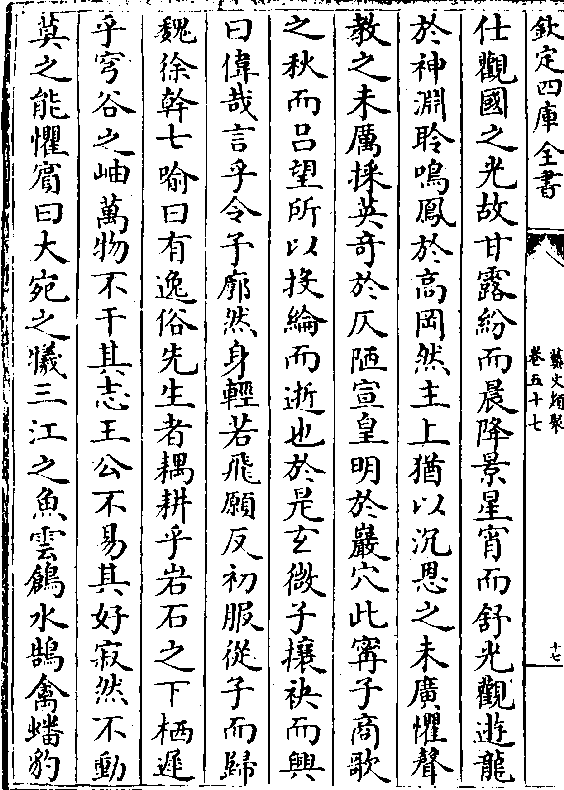 欽定四庫全書
藝文類聚
卷五十七
十七
仕觀國之光故甘露紛而晨降景星宵而舒光觀遊龍
於神淵聆鳴鳳於高岡然主上猶以沉恩之未廣懼聲
教之未厲採英奇於仄陋宣皇明於巖穴此甯子商歌
之秋而吕望所以投綸而逝也於是玄微子攘袂而興
曰偉哉言乎令子廓然身輕若飛願反初服從子而歸
魏徐幹七喻曰有逸俗先生者耦耕乎岩石之下栖遲
乎穹谷之岫萬物不干其志王公不易其好寂然不動
莫之能懼賓曰大宛之犧三江之魚雲鶬水鵠禽蟠豹